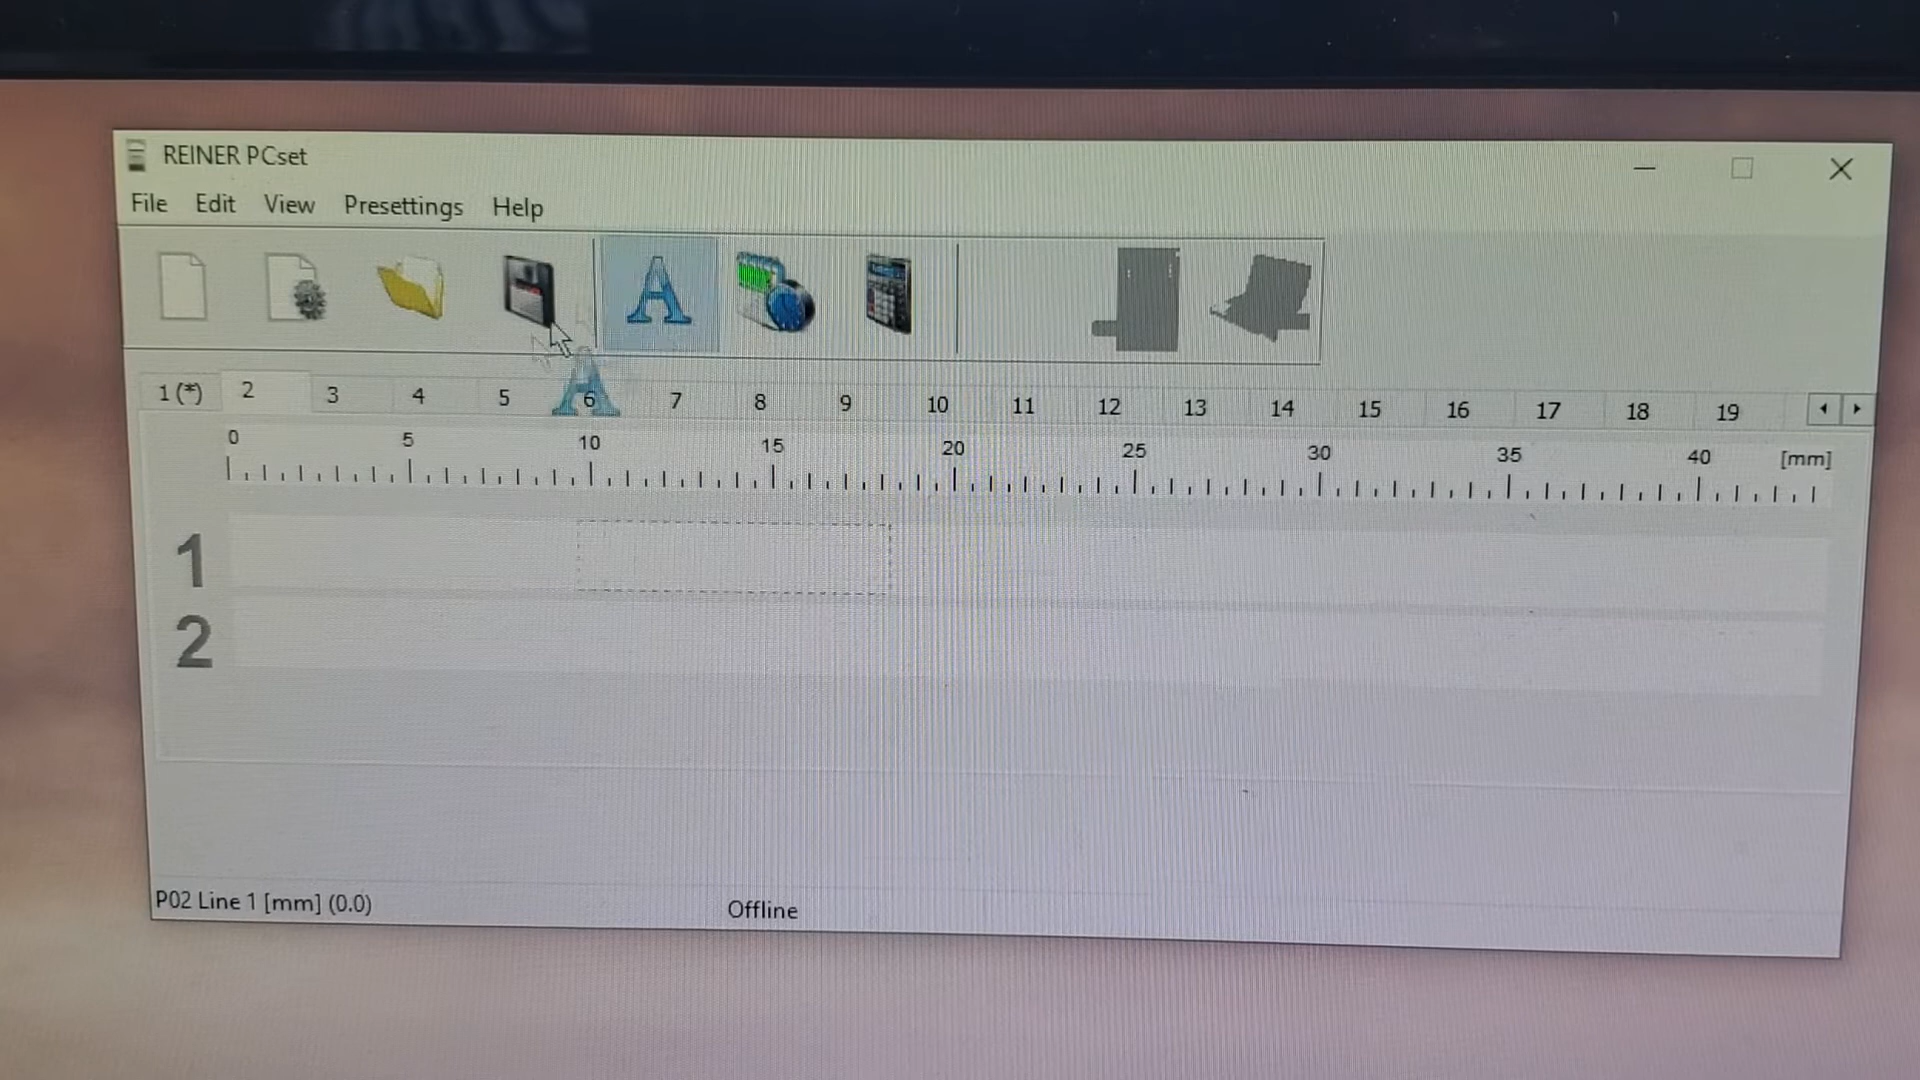 REINER PCset
File Edit View Presettings Help
A
1 (*) 2 3 4 5 6 7 8 9 10 11 12 13 14 15 16 17 18 19
0 5 10 15 20 25 30 35 40 [mm]
1
2
P02 Line 1 [mm] (0.0) Offline